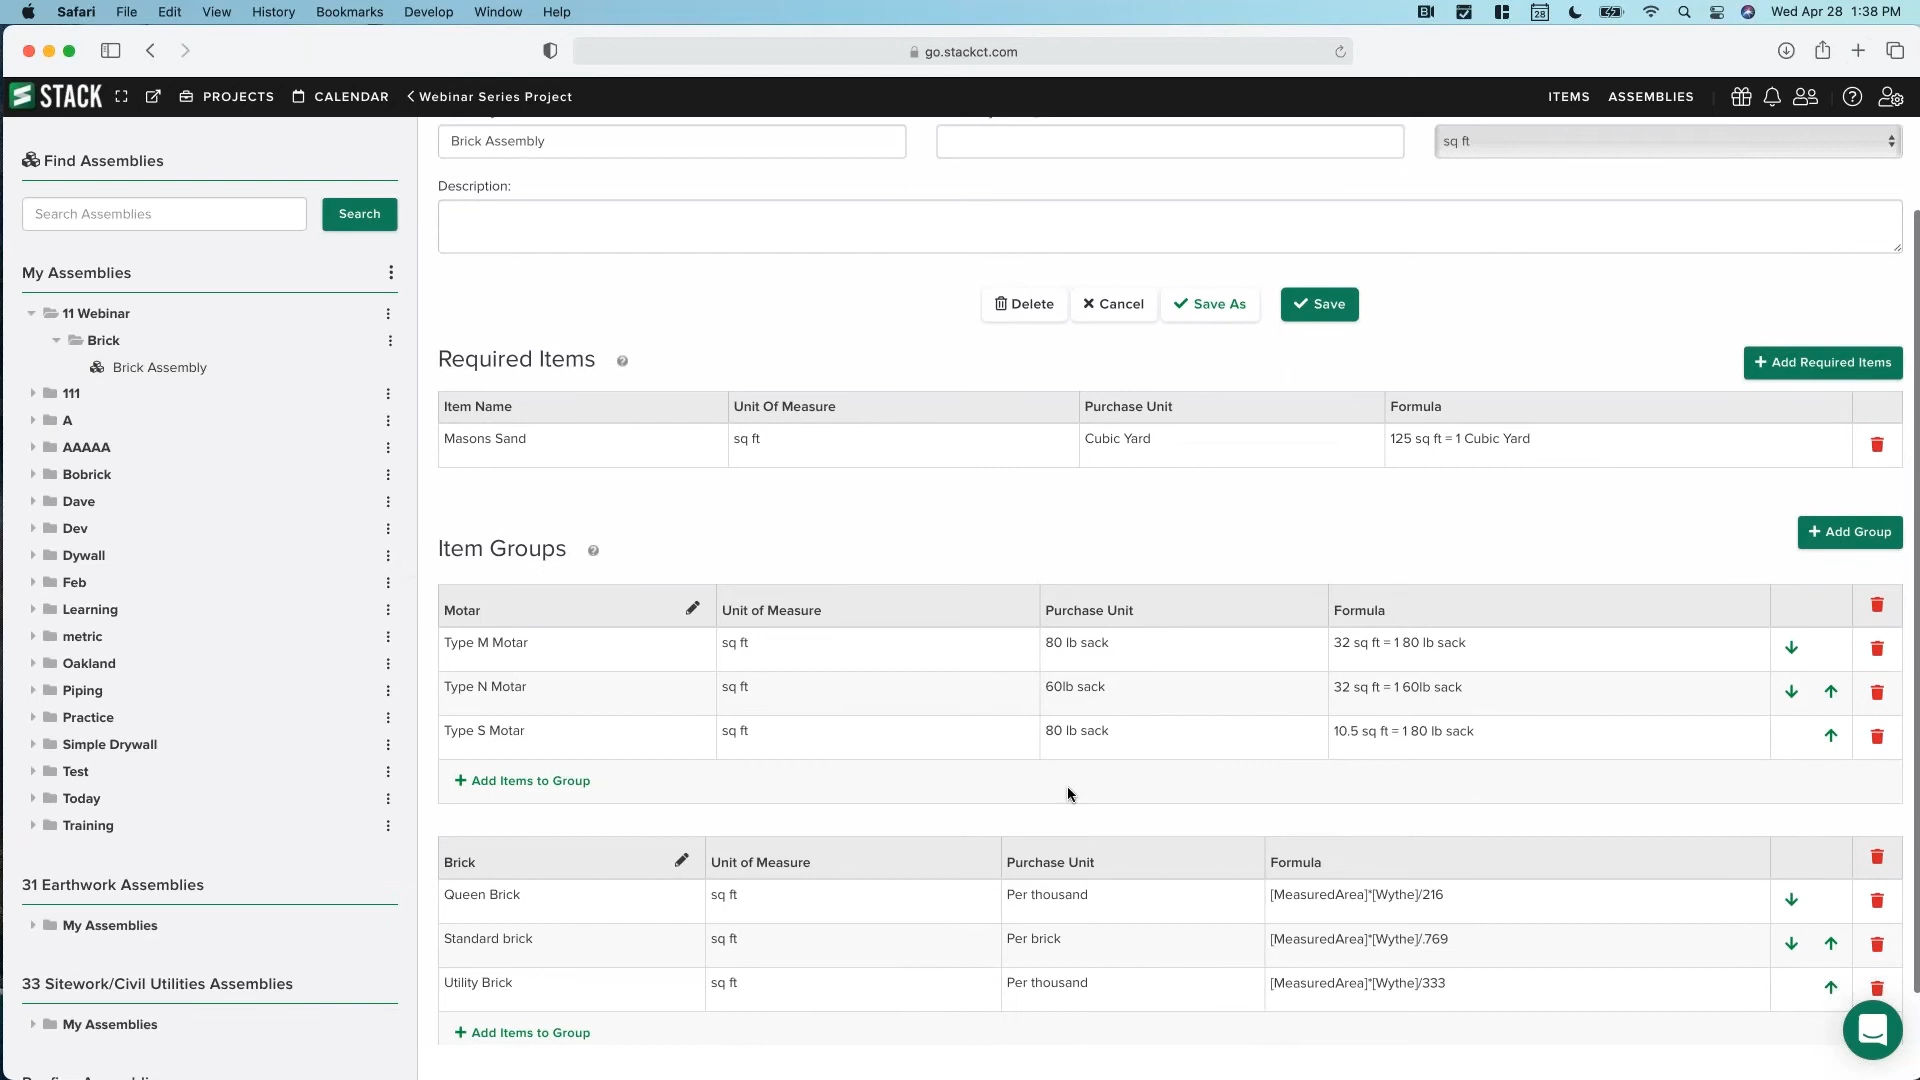 Safari File Edit View History Bookmarks Develop Window Help 28 Wed Apr 28 1:38 PM
go.stackct.com
STACK PROJECTS CALENDAR Webinar Series Project ITEMS ASSEMBLIES
Find Assemblies
Search Assemblies Search
My Assemblies
11 Webinar
Brick
Brick Assembly
111
A
AAAAA
Bobrick
Dave
Dev
Dywall
Feb
Learning
metric
Oakland
Piping
Practice
Simple Drywall
Test
Today
Training
31 Earthwork Assemblies
My Assemblies
33 Sitework/Civil Utilities Assemblies
My Assemblies
Brick Assembly sq ft
Description:
Delete Cancel Save As Save
Required Items ? + Add Required Items
Item Name Unit Of Measure Purchase Unit Formula
Masons Sand sq ft Cubic Yard 125 sq ft = 1 Cubic Yard
Item Groups ? + Add Group
Motar Unit of Measure Purchase Unit Formula
Type M Motar sq ft 80 lb sack 32 sq ft = 1 80 lb sack
Type N Motar sq ft 60lb sack 32 sq ft = 1 60lb sack
Type S Motar sq ft 80 lb sack 10.5 sq ft = 1 80 lb sack
+ Add Items to Group
Brick Unit of Measure Purchase Unit Formula
Queen Brick sq ft Per thousand [MeasuredArea]*[Wythe]/216
Standard brick sq ft Per brick [MeasuredArea]*[Wythe]/.769
Utility Brick sq ft Per thousand [MeasuredArea]*[Wythe]/333
+ Add Items to Group